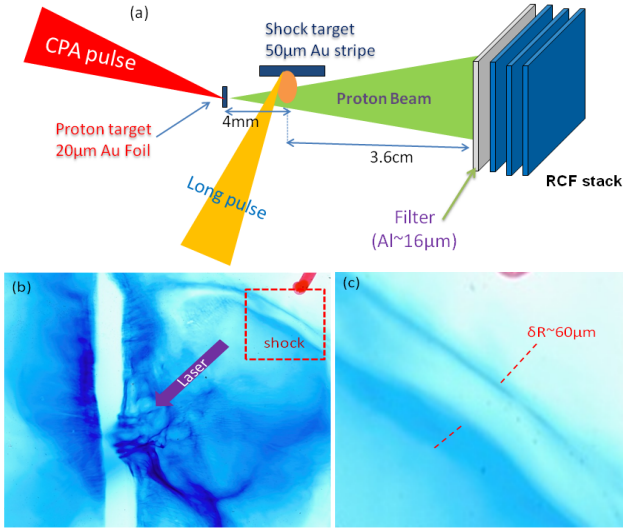 (a)
CPA pulse
Shock target
50μm Au stripe
Proton Beam
Proton target
20μm Au Foil
4mm
3.6cm
Long pulse
RCF stack
Filter
(Al~16μm)
(b)
shock
Laser
(c)
δR~60μm